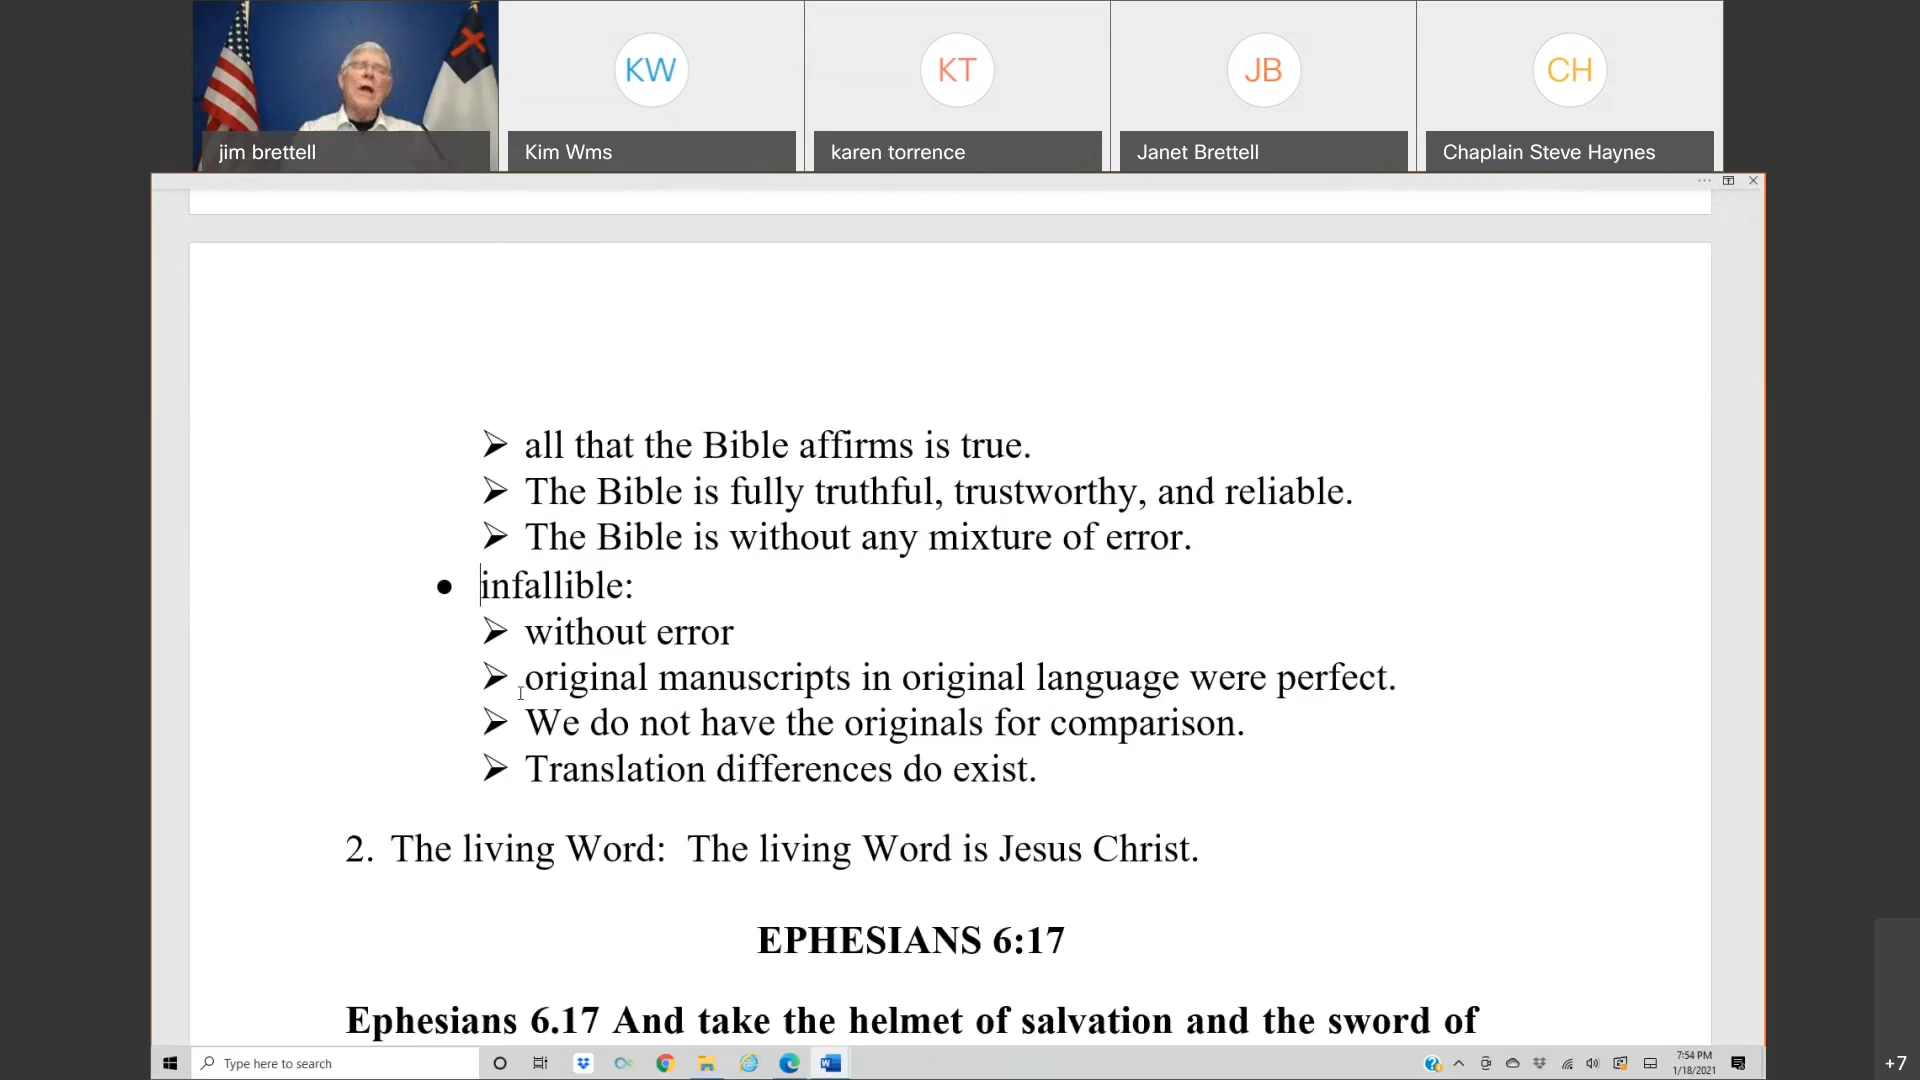 KW
KT
JB
CH
jim brettell
Kim Wms
karen torrence
Janet Brettell
Chaplain Steve Haynes
all that the Bible affirms is true.
The Bible is fully truthful, trustworthy, and reliable.
The Bible is without any mixture of error.
infallible:
without error
original manuscripts in original language were perfect.
We do not have the originals for comparison.
Translation differences do exist.
2. The living Word: The living Word is Jesus Christ.
EPHESIANS 6:17
Ephesians 6.17 And take the helmet of salvation and the sword of
Type here to search
7:54 PM
1/18/2021
+7